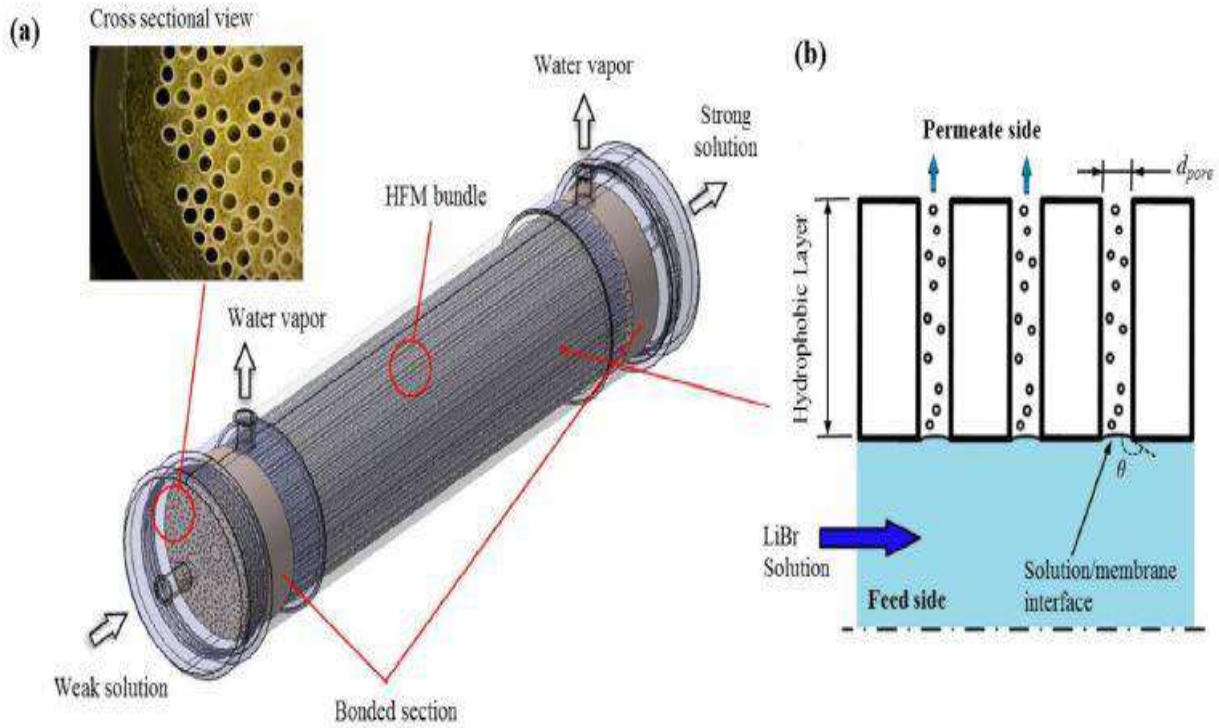 (a)
Cross sectional view
Water vapor
Strong
solution
HFM bundle
Water vapor
Weak solution
Bonded section
(b)
Permeate side
d_pore
Hydrophobic Layer
θ
LiBr
Solution
Solution/membrane
interface
Feed side